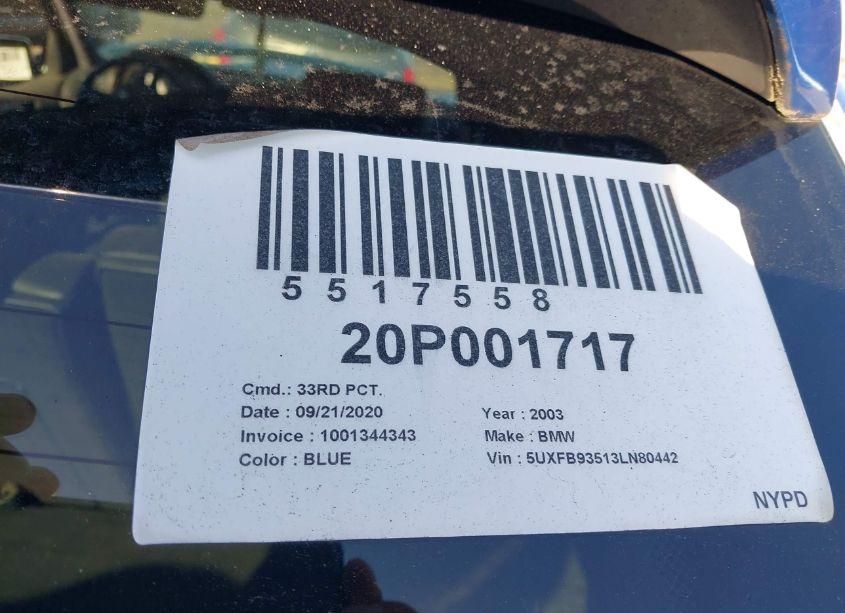 5517558
20P001717
Cmd.: 33RD PCT.
Date : 09/21/2020 Year : 2003
Invoice : 1001344343 Make : BMW
Color : BLUE Vin : 5UXFB93513LN80442
NYPD